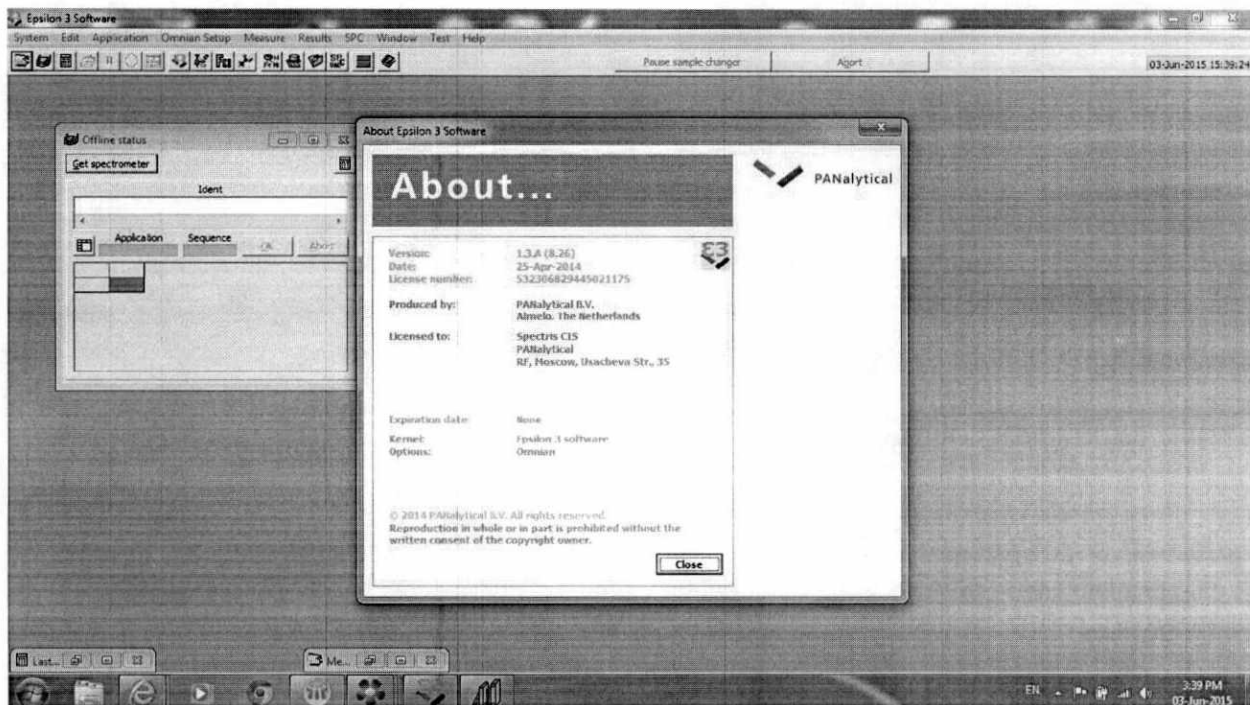 Epsilon 3 Software
System Edit Application Omnian Setup Measure Results SPC Window Test Help
Pause sample changer Abort 03-Jun-2015 15:39:24
Offline status
Get spectrometer
Ident
Application Sequence OK Abort
About Epsilon 3 Software
About...
PANalytical
Version: 1.3.A (8.26)
Date: 25-Apr-2014
License number: 532306829445021175
Produced by: PANalytical B.V.
Almelo. The Netherlands
Licensed to: Spectris CIS
PANalytical
RF, Moscow, Usacheva Str., 35
Expiration date: None
Kernel: Epsilon 3 software
Options: Omnian
© 2014 PANalytical B.V. All rights reserved.
Reproduction in whole or in part is prohibited without the
written consent of the copyright owner.
Close
Last... Me...
EN 3:39 PM
03-Jun-2015